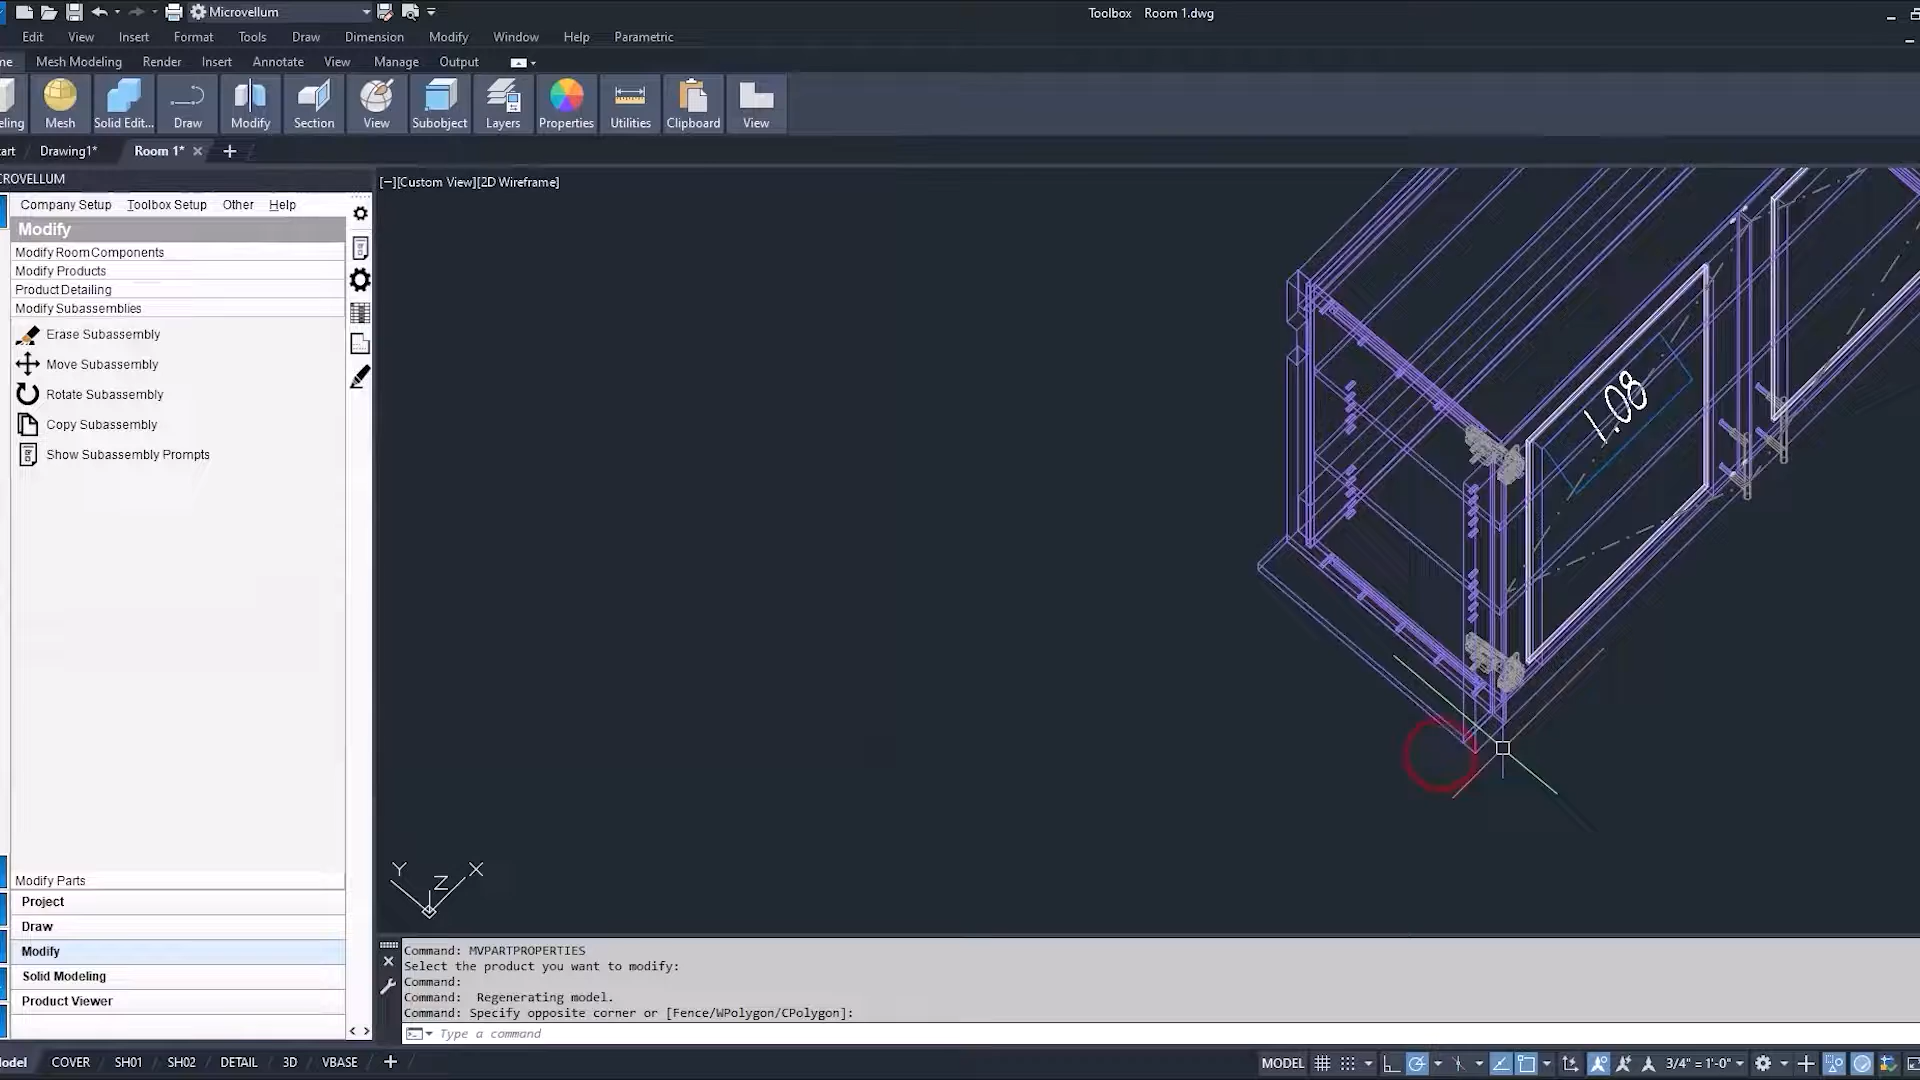 Microvellum
Toolbox Room 1.dwg
Edit View Insert Format Tools Draw Dimension Modify Window Help Parametric
me Mesh Modeling Render Insert Annotate View Manage Output
eling Mesh Solid Edit... Draw Modify Section View Subobject Layers Properties Utilities Clipboard View
art Drawing1* Room 1*
CROVELLUM
[−][Custom View][2D Wireframe]
Company Setup Toolbox Setup Other Help
Modify
Modify Room Components
Modify Products
Product Detailing
Modify Subassemblies
Erase Subassembly
Move Subassembly
Rotate Subassembly
Copy Subassembly
Show Subassembly Prompts
1.08
Y Z X
Modify Parts
Project
Draw
Modify
Solid Modeling
Product Viewer
Command: MVPARTPROPERTIES
Select the product you want to modify:
Command:
Command: Regenerating model.
Command: Specify opposite corner or [Fence/WPolygon/CPolygon]:
Type a command
odel COVER SH01 SH02 DETAIL 3D VBASE
MODEL 3/4" = 1'-0"